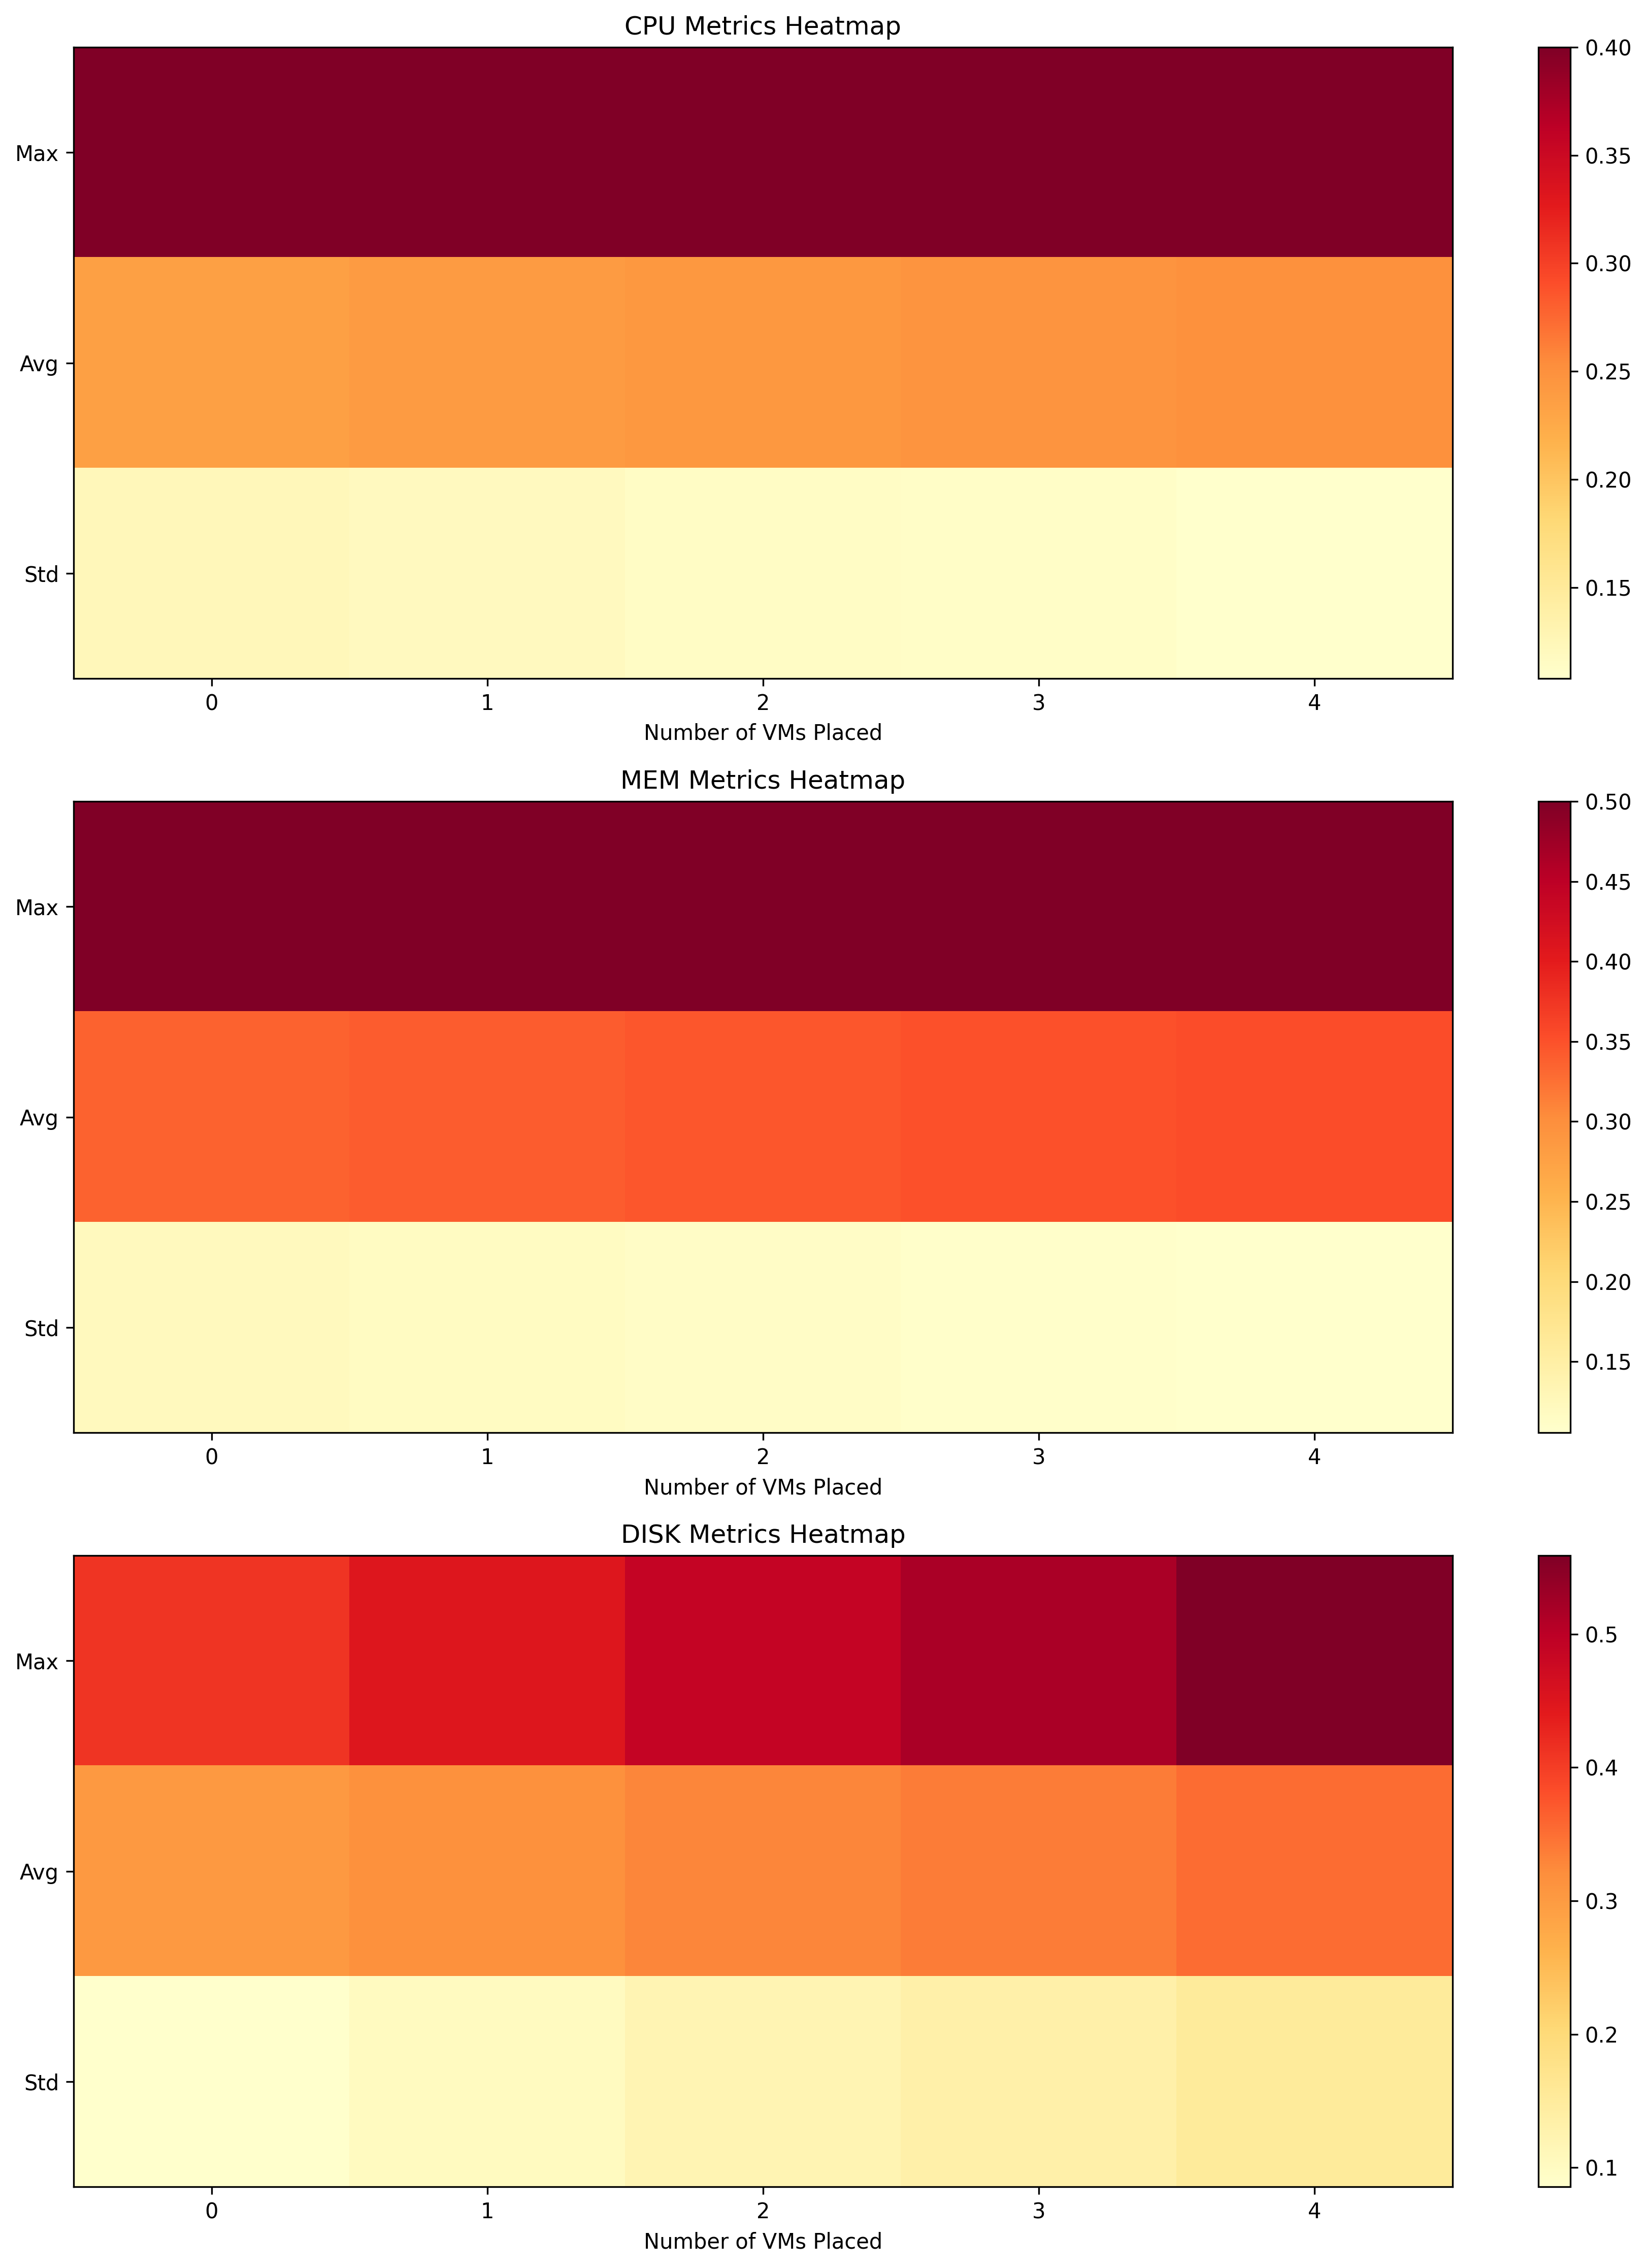 CPU Metrics Heatmap
Max
Avg
Std
0 1 2 3 4
Number of VMs Placed
0.40
0.35
0.30
0.25
0.20
0.15
MEM Metrics Heatmap
Max
Avg
Std
0 1 2 3 4
Number of VMs Placed
0.50
0.45
0.40
0.35
0.30
0.25
0.20
0.15
DISK Metrics Heatmap
Max
Avg
Std
0 1 2 3 4
Number of VMs Placed
0.5
0.4
0.3
0.2
0.1